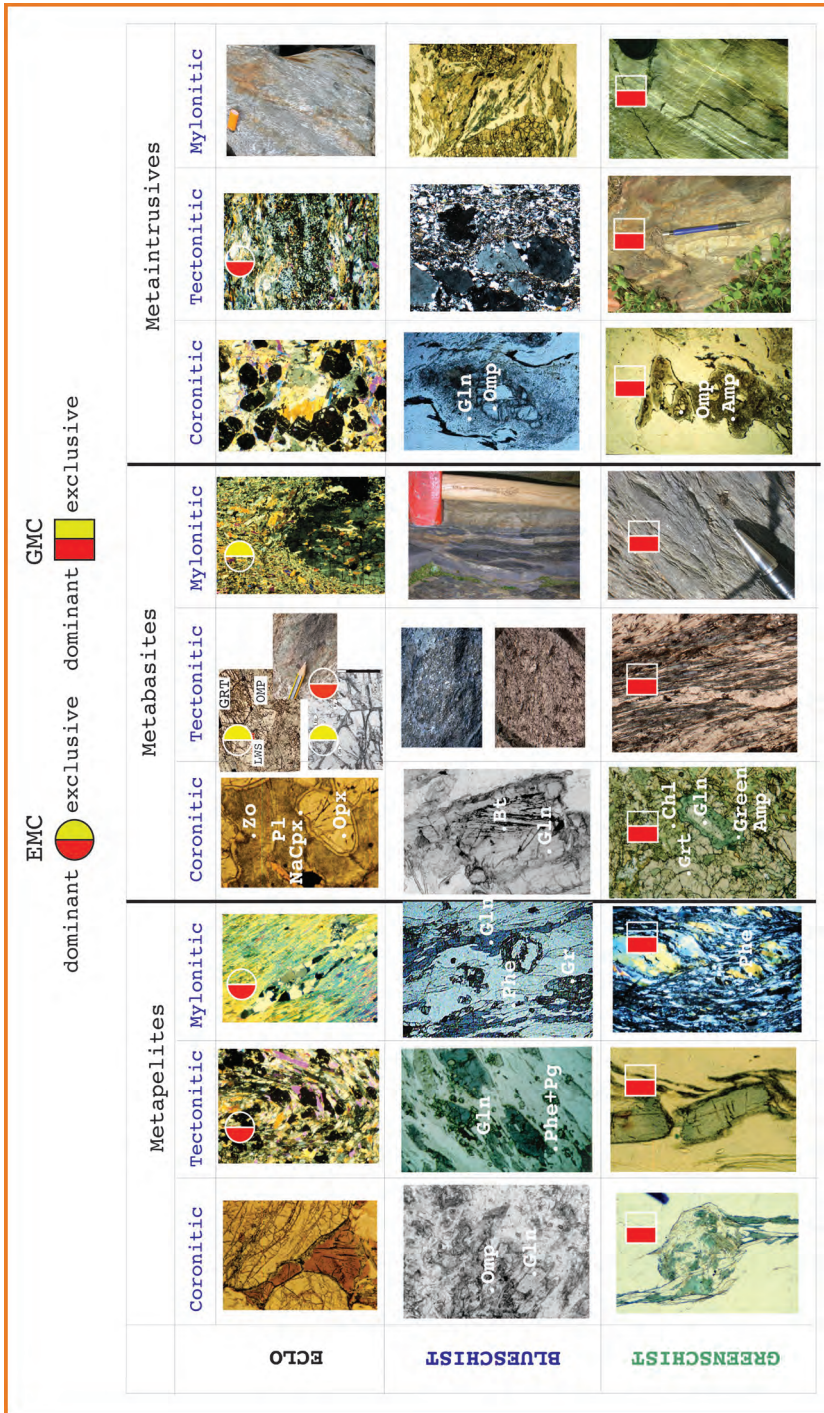 EMC
dominant exclusive
GMC
dominant exclusive
Metapelites
Metabasites
Metaintrusives
Coronitic
Tectonitic
Mylonitic
Coronitic
Tectonitic
Mylonitic
Coronitic
Tectonitic
Mylonitic
ECLO
.Zo
Pl
NaCpx.
.Opx
GRT
OMP
LWS
BLUESCHIST
.Omp
.Gln
Gln
.Phe+Pg
.Gln
Phe
Gr
.Bt
.Gln
.Gln
.Omp
GREENSCHIST
.Phe
.Chl
.Grt
.Gln
.Green
Amp
Omp
Amp